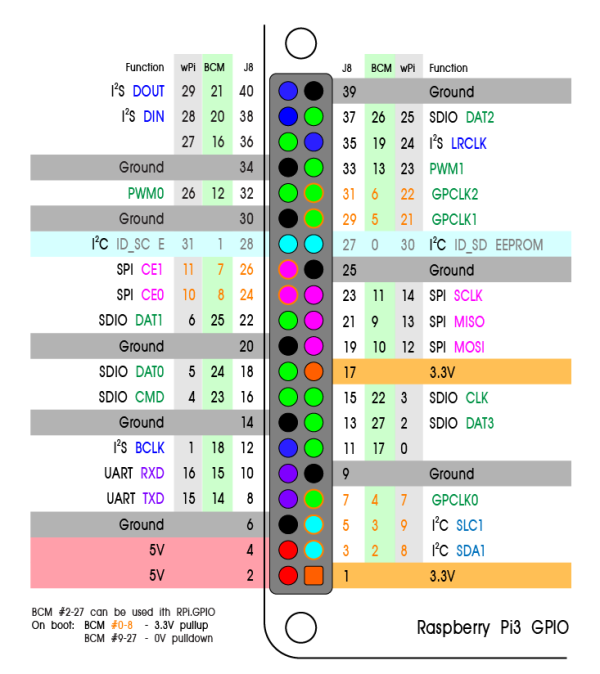 Function wPi BCM J8 J8 BCM wPi Function
I²S DOUT 29 21 40 39 Ground
I²S DIN 28 20 38 37 26 25 SDIO DAT2
27 16 36 35 19 24 I²S LRCLK
Ground 34 33 13 23 PWM1
PWM0 26 12 32 31 6 22 GPCLK2
Ground 30 29 5 21 GPCLK1
I²C ID_SC E 31 1 28 27 0 30 I²C ID_SD EEPROM
SPI CE1 11 7 26 25 Ground
SPI CE0 10 8 24 23 11 14 SPI SCLK
SDIO DAT1 6 25 22 21 9 13 SPI MISO
Ground 20 19 10 12 SPI MOSI
SDIO DAT0 5 24 18 17 3.3V
SDIO CMD 4 23 16 15 22 3 SDIO CLK
Ground 14 13 27 2 SDIO DAT3
I²S BCLK 1 18 12 11 17 0
UART RXD 16 15 10 9 Ground
UART TXD 15 14 8 7 4 7 GPCLK0
Ground 6 5 3 9 I²C SLC1
5V 4 3 2 8 I²C SDA1
5V 2 1 3.3V
BCM #2-27 can be used ith RPi.GPIO
On boot: BCM #0-8 - 3.3V pullup
BCM #9-27 - 0V pulldown
Raspberry Pi3 GPIO